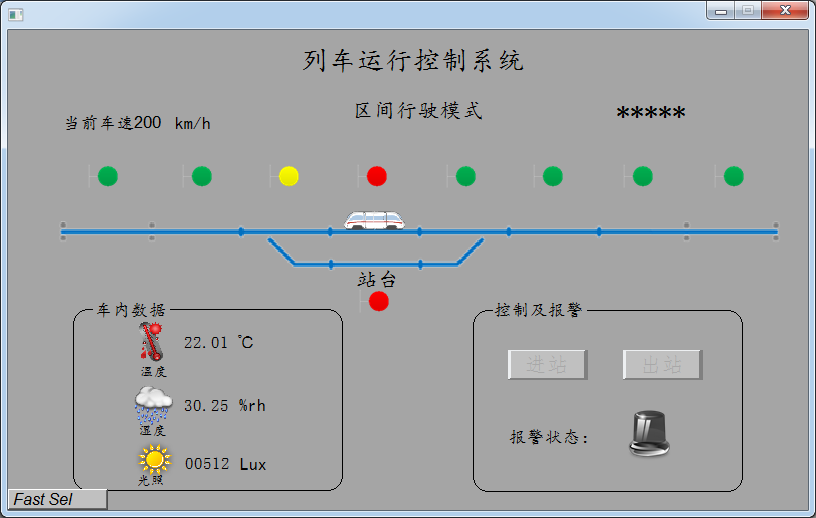 列车运行控制系统
区间行驶模式
*****
当前车速200 km/h
站台
车内数据
22.01 ℃
温度
30.25 %rh
湿度
00512 Lux
光照
控制及报警
进站 出站
报警状态:
Fast Sel